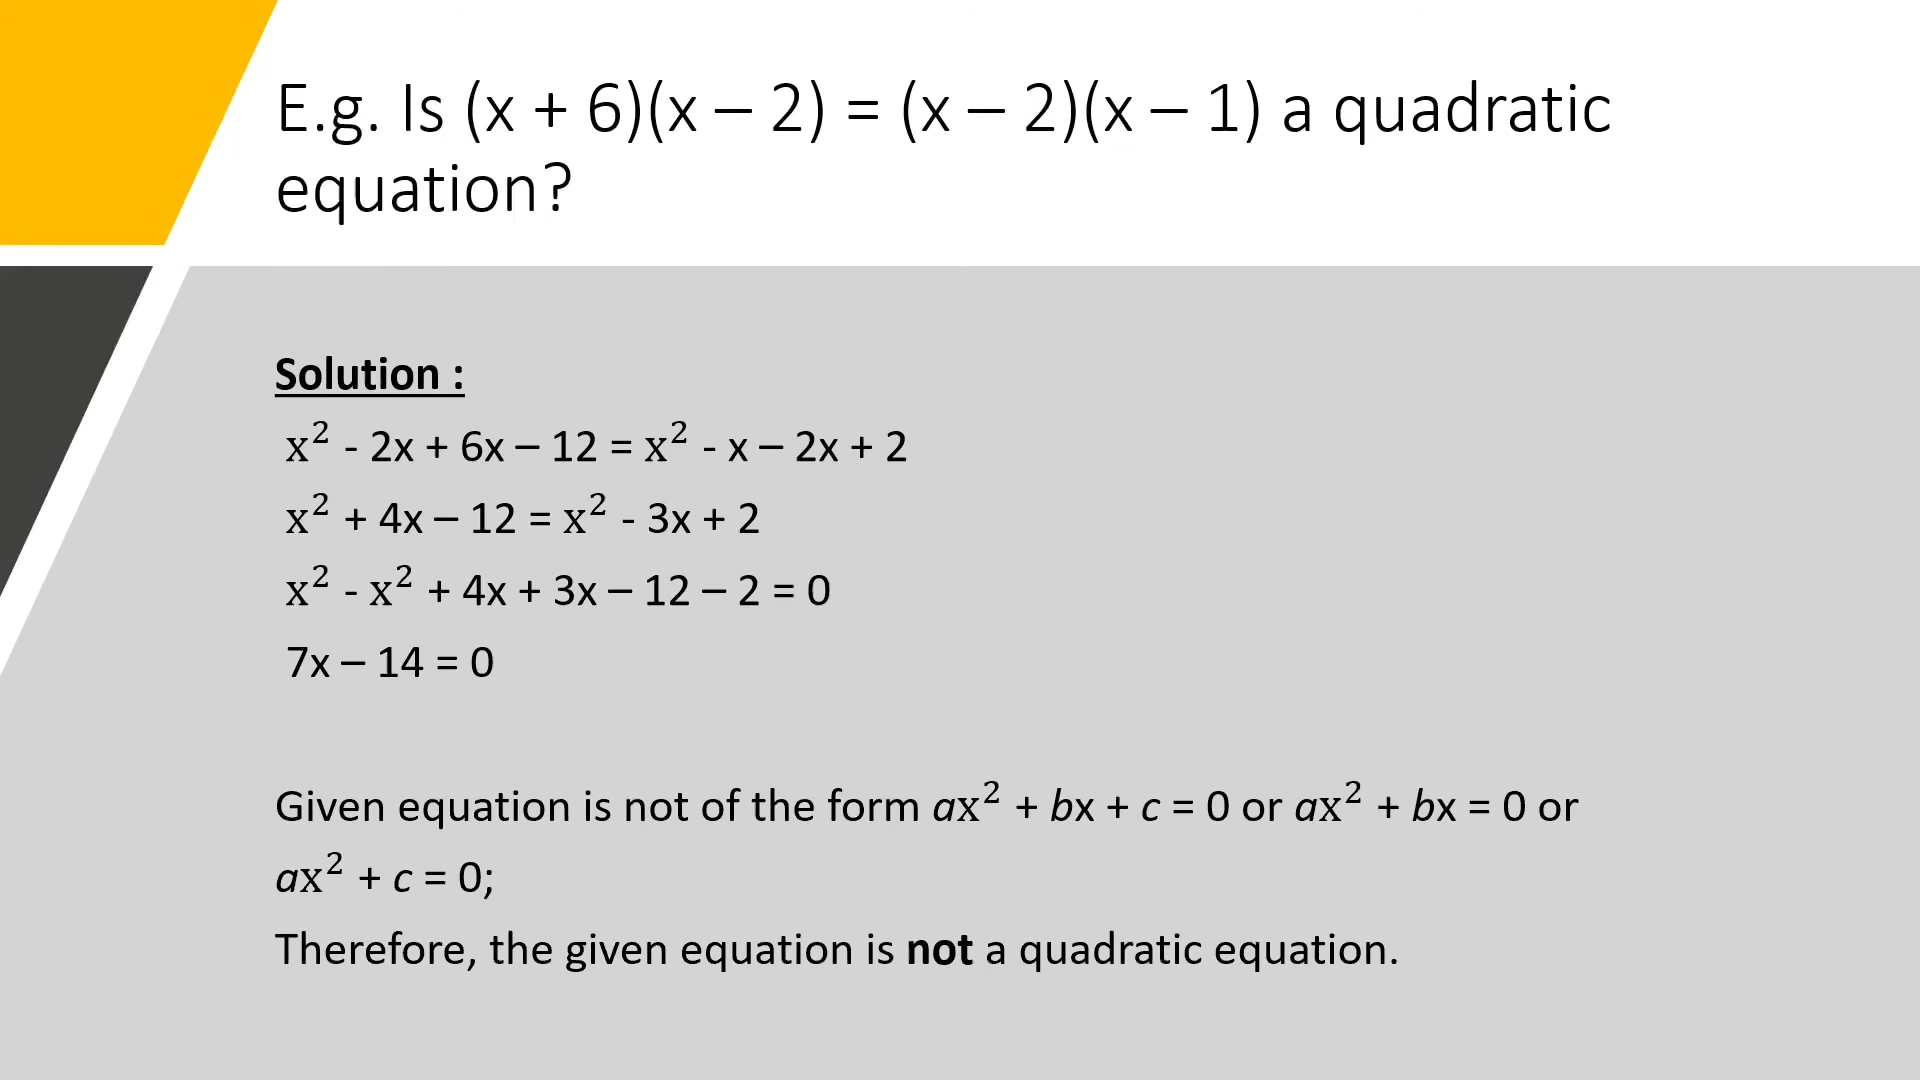 E.g. Is (x + 6)(x – 2) = (x – 2)(x – 1) a quadratic
equation?
Solution :
x² - 2x + 6x – 12 = x² - x – 2x + 2
x² + 4x – 12 = x² - 3x + 2
x² - x² + 4x + 3x – 12 – 2 = 0
7x – 14 = 0
Given equation is not of the form ax² + bx + c = 0 or ax² + bx = 0 or
ax² + c = 0;
Therefore, the given equation is not a quadratic equation.